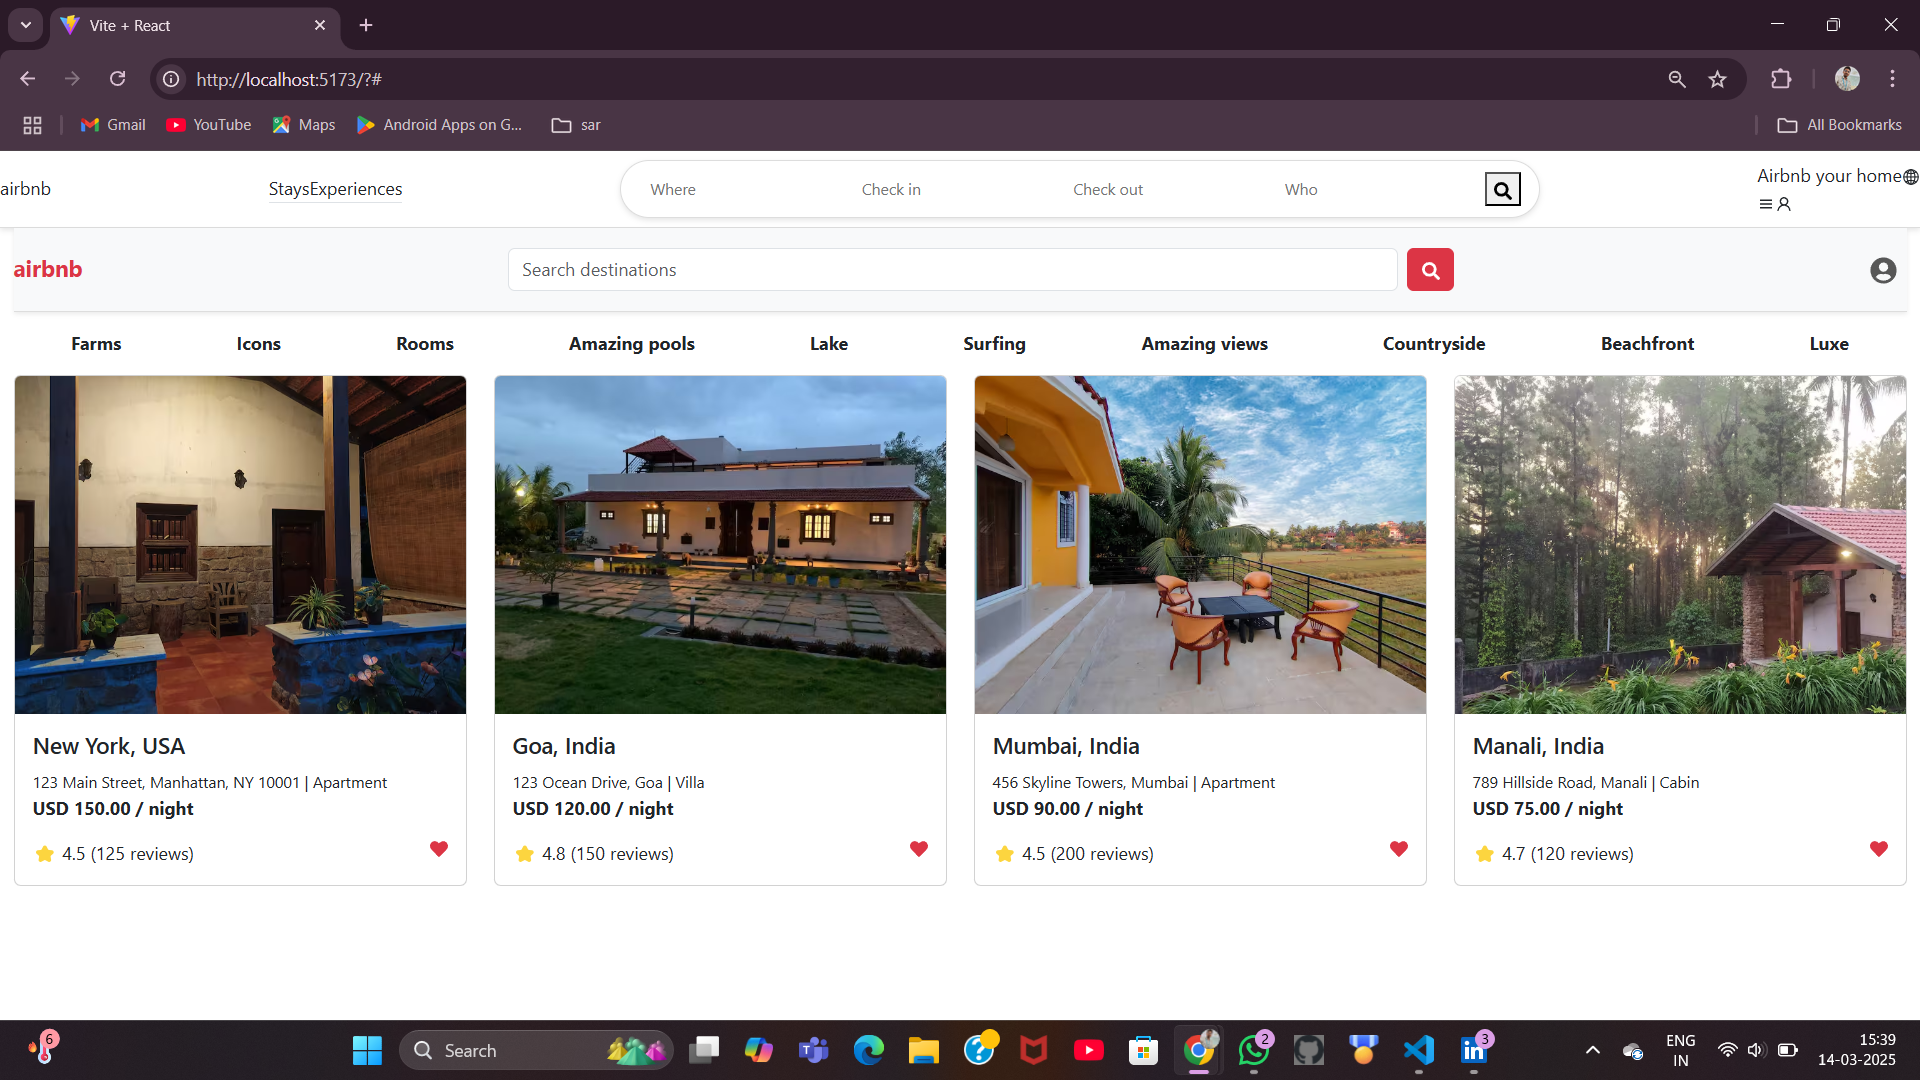 Vite + React
http://localhost:5173/?#
Gmail YouTube Maps Android Apps on G... sar All Bookmarks
airbnb StaysExperiences Where Check in Check out Who Airbnb your home
airbnb Search destinations
Farms Icons Rooms Amazing pools Lake Surfing Amazing views Countryside Beachfront Luxe
New York, USA
123 Main Street, Manhattan, NY 10001 | Apartment
USD 150.00 / night
4.5 (125 reviews)
Goa, India
123 Ocean Drive, Goa | Villa
USD 120.00 / night
4.8 (150 reviews)
Mumbai, India
456 Skyline Towers, Mumbai | Apartment
USD 90.00 / night
4.5 (200 reviews)
Manali, India
789 Hillside Road, Manali | Cabin
USD 75.00 / night
4.7 (120 reviews)
6
Search
2
3
ENG
IN
15:39
14-03-2025